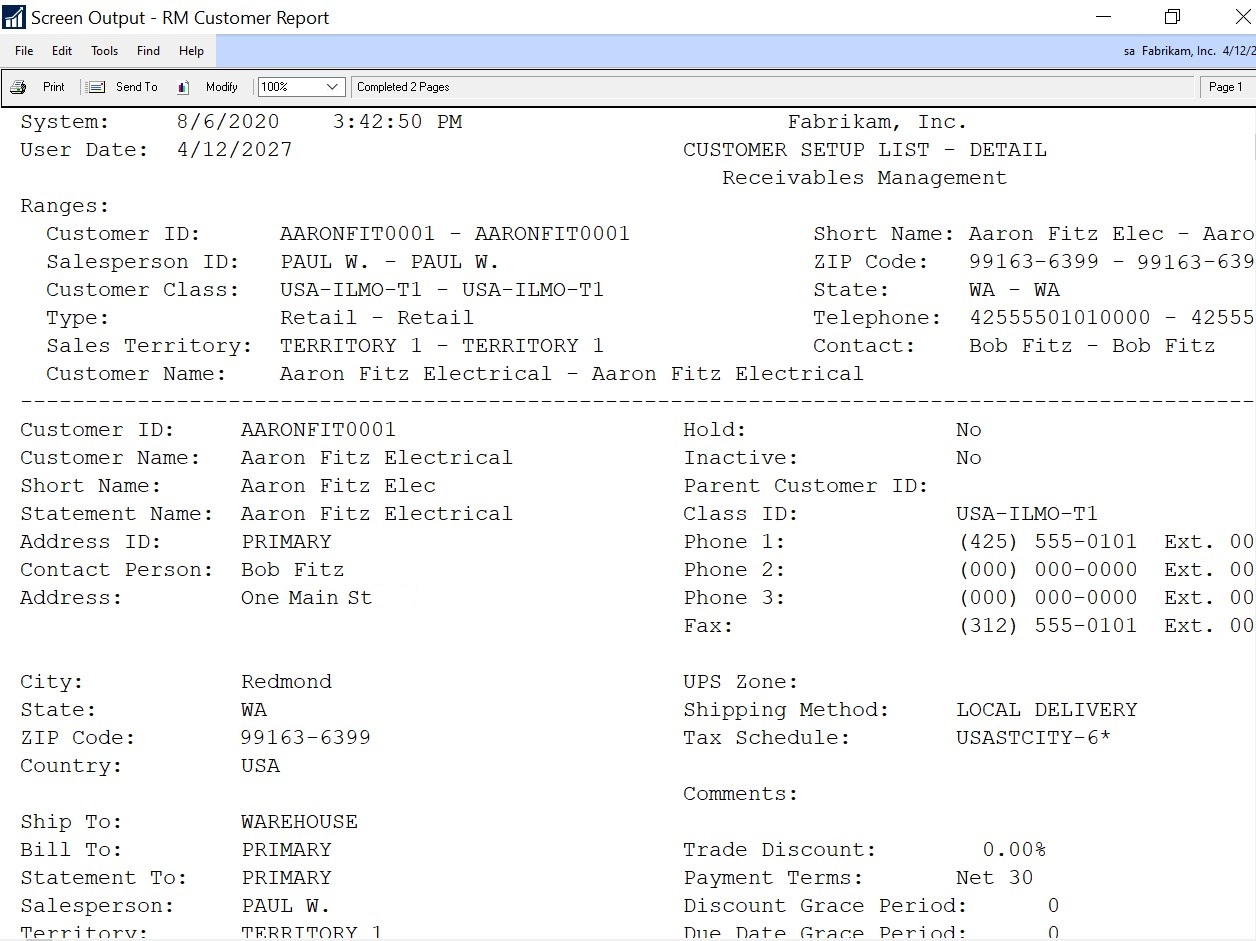 Screen Output - RM Customer Report
File Edit Tools Find Help sa Fabrikam, Inc. 4/12/2
Print Send To Modify 100% Completed 2 Pages Page 1
System: 8/6/2020 3:42:50 PM Fabrikam, Inc.
User Date: 4/12/2027 CUSTOMER SETUP LIST - DETAIL
Receivables Management
Ranges:
Customer ID: AARONFIT0001 - AARONFIT0001 Short Name: Aaron Fitz Elec - Aaro
Salesperson ID: PAUL W. - PAUL W. ZIP Code: 99163-6399 - 99163-639
Customer Class: USA-ILMO-T1 - USA-ILMO-T1 State: WA - WA
Type: Retail - Retail Telephone: 42555501010000 - 42555
Sales Territory: TERRITORY 1 - TERRITORY 1 Contact: Bob Fitz - Bob Fitz
Customer Name: Aaron Fitz Electrical - Aaron Fitz Electrical
Customer ID: AARONFIT0001 Hold: No
Customer Name: Aaron Fitz Electrical Inactive: No
Short Name: Aaron Fitz Elec Parent Customer ID:
Statement Name: Aaron Fitz Electrical Class ID: USA-ILMO-T1
Address ID: PRIMARY Phone 1: (425) 555-0101 Ext. 00
Contact Person: Bob Fitz Phone 2: (000) 000-0000 Ext. 00
Address: One Main St Phone 3: (000) 000-0000 Ext. 00
Fax: (312) 555-0101 Ext. 00
City: Redmond UPS Zone:
State: WA Shipping Method: LOCAL DELIVERY
ZIP Code: 99163-6399 Tax Schedule: USASTCITY-6*
Country: USA
Comments:
Ship To: WAREHOUSE
Bill To: PRIMARY Trade Discount: 0.00%
Statement To: PRIMARY Payment Terms: Net 30
Salesperson: PAUL W. Discount Grace Period: 0
Territory: TERRITORY 1 Due Date Grace Period: 0